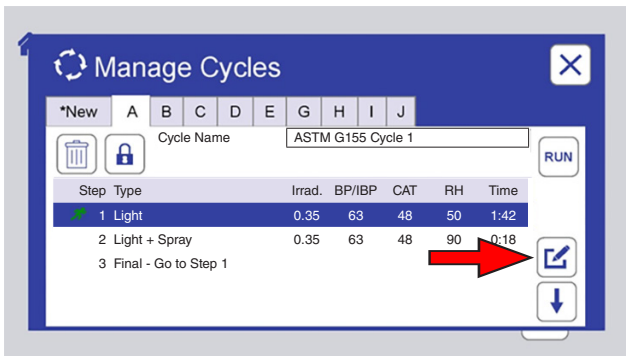 Manage Cycles
*New A B C D E G H I J
Cycle Name ASTM G155 Cycle 1
RUN
Step Type Irrad. BP/IBP CAT RH Time
1 Light 0.35 63 48 50 1:42
2 Light + Spray 0.35 63 48 90 0:18
3 Final - Go to Step 1